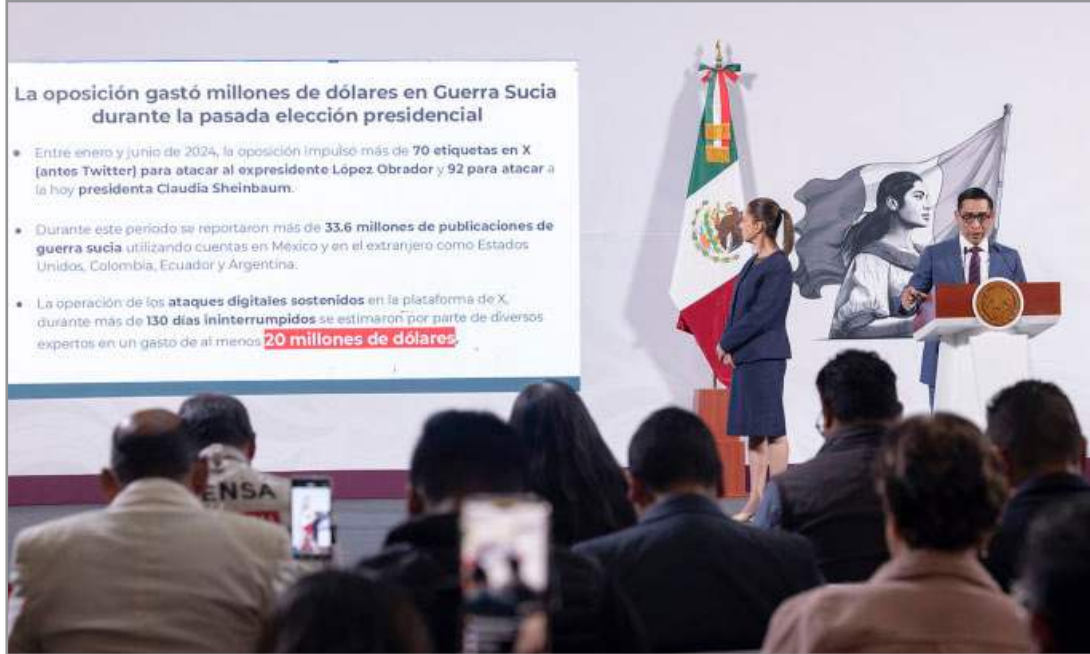 La oposición gastó millones de dólares en Guerra Sucia
durante la pasada elección presidencial
• Entre enero y junio de 2024, la oposición impulsó más de 70 etiquetas en X
(antes Twitter) para atacar al expresidente López Obrador y 92 para atacar a
la hoy presidenta Claudia Sheinbaum.
• Durante este periodo se reportaron más de 33.6 millones de publicaciones de
guerra sucia utilizando cuentas en México y en el extranjero como Estados
Unidos, Colombia, Ecuador y Argentina.
• La operación de los ataques digitales sostenidos en la plataforma de X,
durante más de 130 días ininterrumpidos se estimaron por parte de diversos
expertos en un gasto de al menos 20 millones de dólares.
ENSA